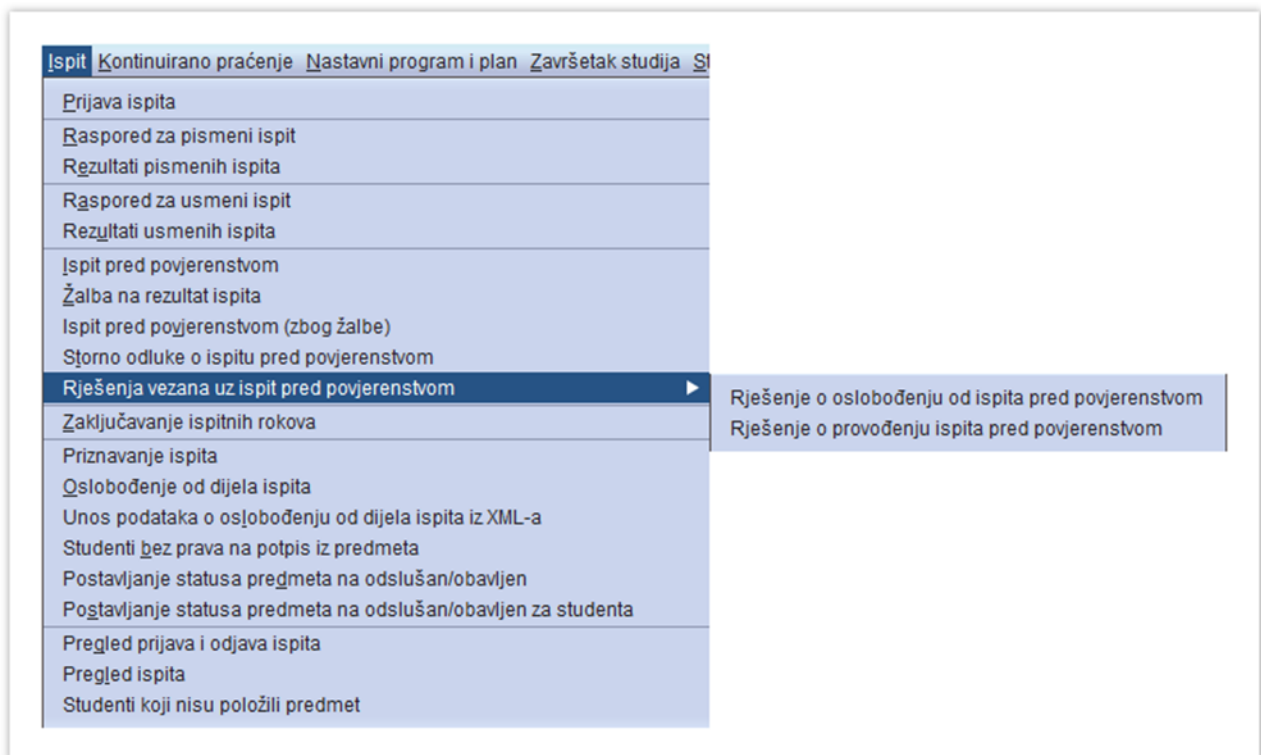 Ispit Kontinuirano praćenje Nastavni program i plan Završetak studija St
Prijava ispita
Raspored za pismeni ispit
Rezultati pismenih ispita
Raspored za usmeni ispit
Rezultati usmenih ispita
Ispit pred povjerenstvom
Žalba na rezultat ispita
Ispit pred povjerenstvom (zbog žalbe)
Storno odluke o ispitu pred povjerenstvom
Rješenja vezana uz ispit pred povjerenstvom
Rješenje o oslobođenju od ispita pred povjerenstvom
Rješenje o provođenju ispita pred povjerenstvom
Zaključavanje ispitnih rokova
Priznavanje ispita
Oslobođenje od dijela ispita
Unos podataka o oslobođenju od dijela ispita iz XML-a
Studenti bez prava na potpis iz predmeta
Postavljanje statusa predmeta na odslušan/obavljen
Postavljanje statusa predmeta na odslušan/obavljen za studenta
Pregled prijava i odjava ispita
Pregled ispita
Studenti koji nisu položili predmet